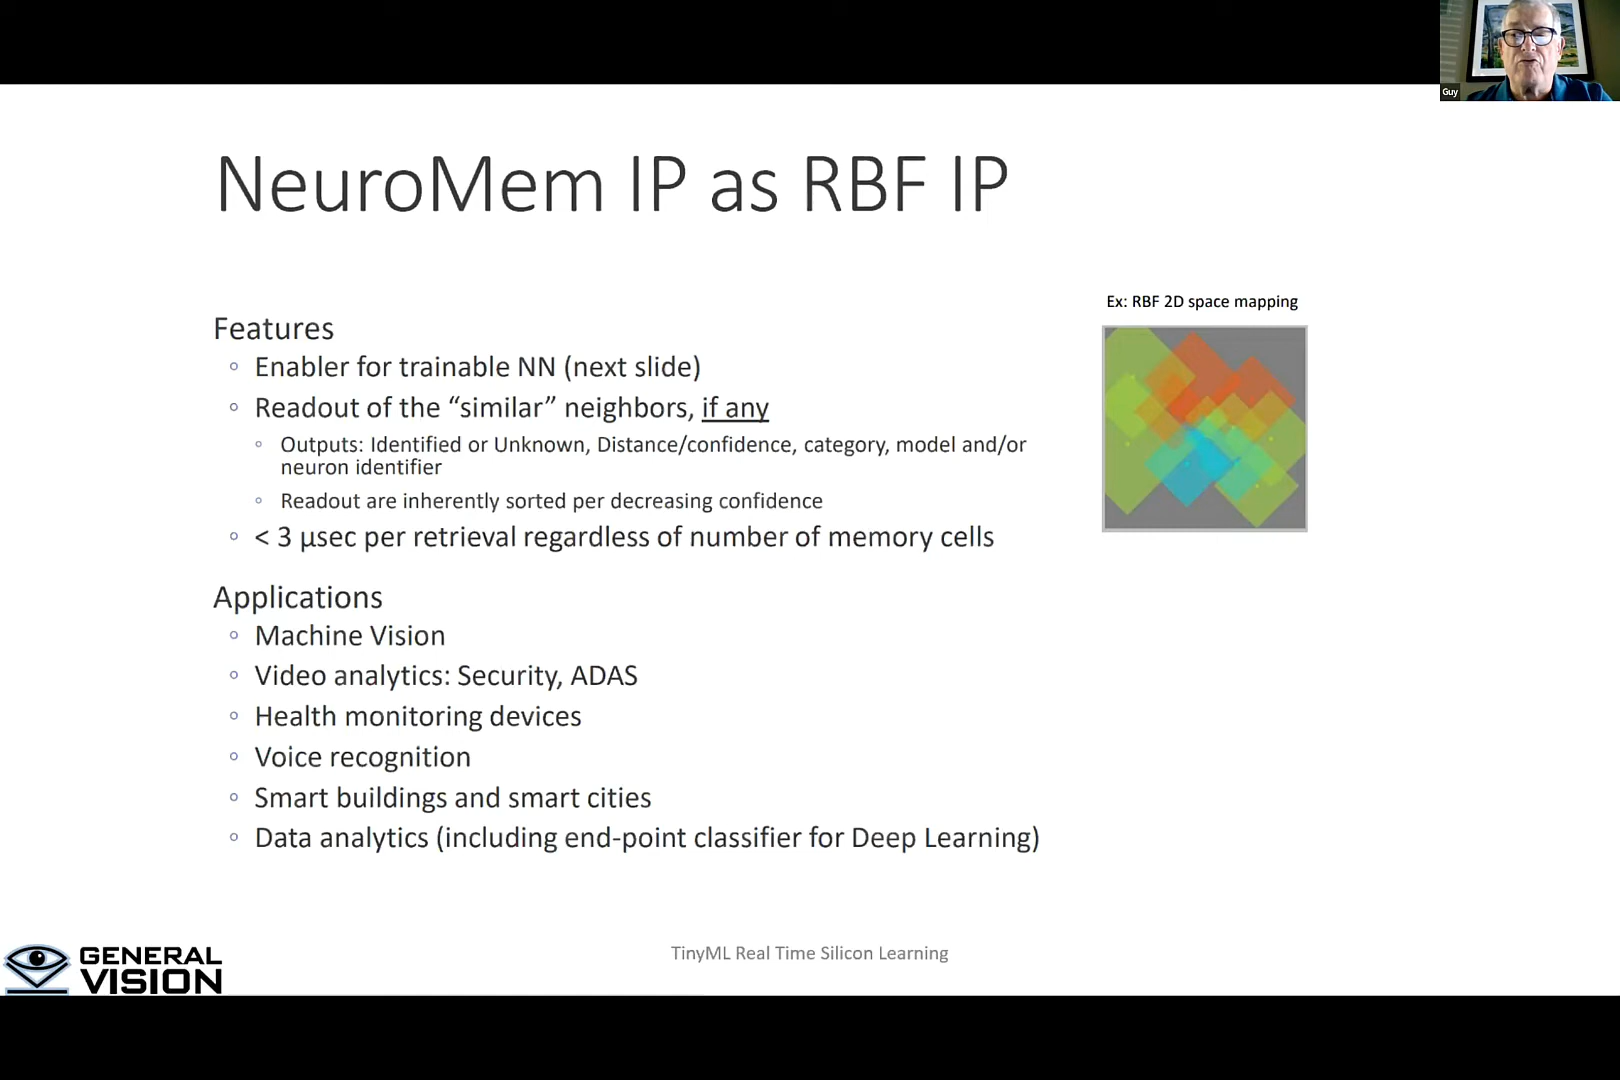 Guy
NeuroMem IP as RBF IP
Ex: RBF 2D space mapping
Features
Enabler for trainable NN (next slide)
Readout of the “similar” neighbors, if any
Outputs: Identified or Unknown, Distance/confidence, category, model and/or
neuron identifier
Readout are inherently sorted per decreasing confidence
< 3 µsec per retrieval regardless of number of memory cells
Applications
Machine Vision
Video analytics: Security, ADAS
Health monitoring devices
Voice recognition
Smart buildings and smart cities
Data analytics (including end-point classifier for Deep Learning)
GENERAL
VISION
TinyML Real Time Silicon Learning